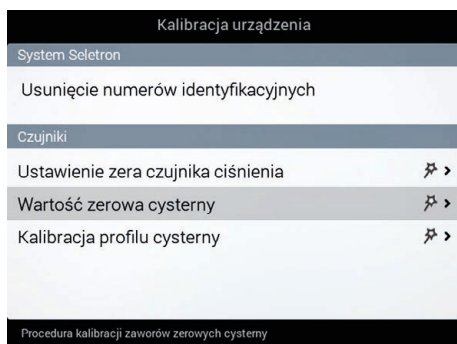 Kalibracja urządzenia
System Seletron
Usunięcie numerów identyfikacyjnych
Czujniki
Ustawienie zera czujnika ciśnienia
Wartość zerowa cysterny
Kalibracja profilu cysterny
Procedura kalibracji zaworów zerowych cysterny